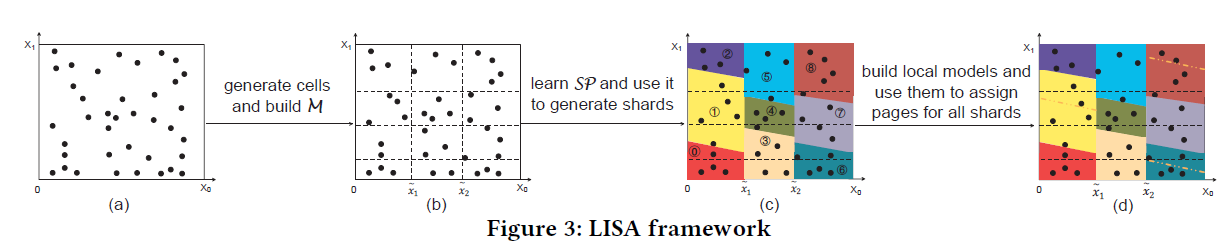 X₁
0
X₀
(a)
generate cells
and build M
X₁
0
x̃₁
x̃₂
X₀
(b)
learn SP and use it
to generate shards
X₁
②
⑧
⑤
①
④
⑦
③
⓪
⑥
0
x̃₁
x̃₂
X₀
(c)
build local models and
use them to assign
pages for all shards
X₁
0
x̃₁
x̃₂
X₀
(d)
Figure 3: LISA framework